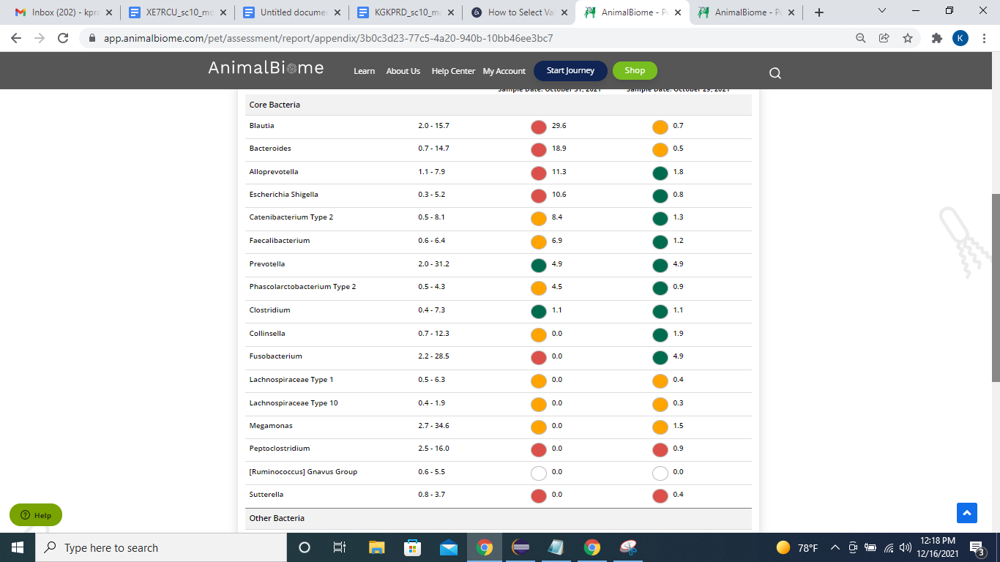 Inbox (202) - kpra
XE7RCU_sc10_mo
Untitled documen
KGKPRD_sc10_m
How to Select Val
AnimalBiome - Pe
AnimalBiome - Pe
app.animalbiome.com/pet/assessment/report/appendix/3b0c3d23-77c5-4a20-940b-10bb46ee3bc7
K
AnimalBiome
Learn About Us Help Center My Account Start Journey Shop
Sample Date: October 31, 2021 Sample Date: October 29, 2021
Core Bacteria
Blautia 2.0 - 15.7 29.6 0.7
Bacteroides 0.7 - 14.7 18.9 0.5
Alloprevotella 1.1 - 7.9 11.3 1.8
Escherichia Shigella 0.3 - 5.2 10.6 0.8
Catenibacterium Type 2 0.5 - 8.1 8.4 1.3
Faecalibacterium 0.6 - 6.4 6.9 1.2
Prevotella 2.0 - 31.2 4.9 4.9
Phascolarctobacterium Type 2 0.5 - 4.3 4.5 0.9
Clostridium 0.4 - 7.3 1.1 1.1
Collinsella 0.7 - 12.3 0.0 1.9
Fusobacterium 2.2 - 28.5 0.0 4.9
Lachnospiraceae Type 1 0.5 - 6.3 0.0 0.4
Lachnospiraceae Type 10 0.4 - 1.9 0.0 0.3
Megamonas 2.7 - 34.6 0.0 1.5
Peptoclostridium 2.5 - 16.0 0.0 0.9
[Ruminococcus] Gnavus Group 0.6 - 5.5 0.0 0.0
Sutterella 0.8 - 3.7 0.0 0.4
Other Bacteria
Help
Type here to search
78°F
12:18 PM
12/16/2021
3